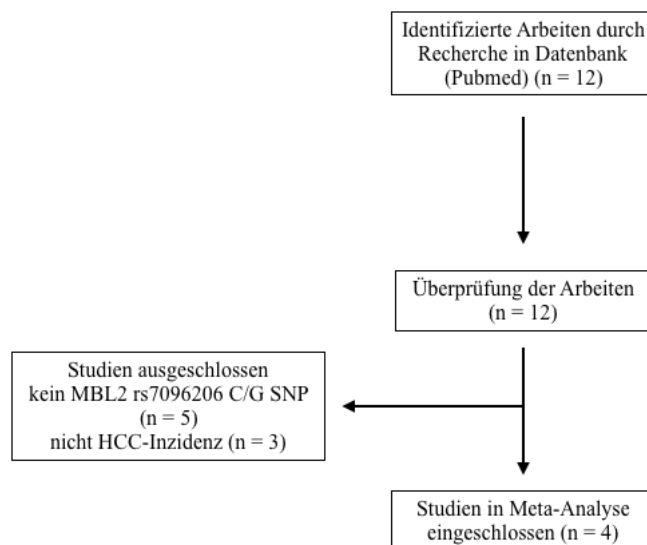 Identifizierte Arbeiten durch
Recherche in Datenbank
(Pubmed) (n = 12)
Überprüfung der Arbeiten
(n = 12)
Studien ausgeschlossen
kein MBL2 rs7096206 C/G SNP
(n = 5)
nicht HCC-Inzidenz (n = 3)
Studien in Meta-Analyse
eingeschlossen (n = 4)